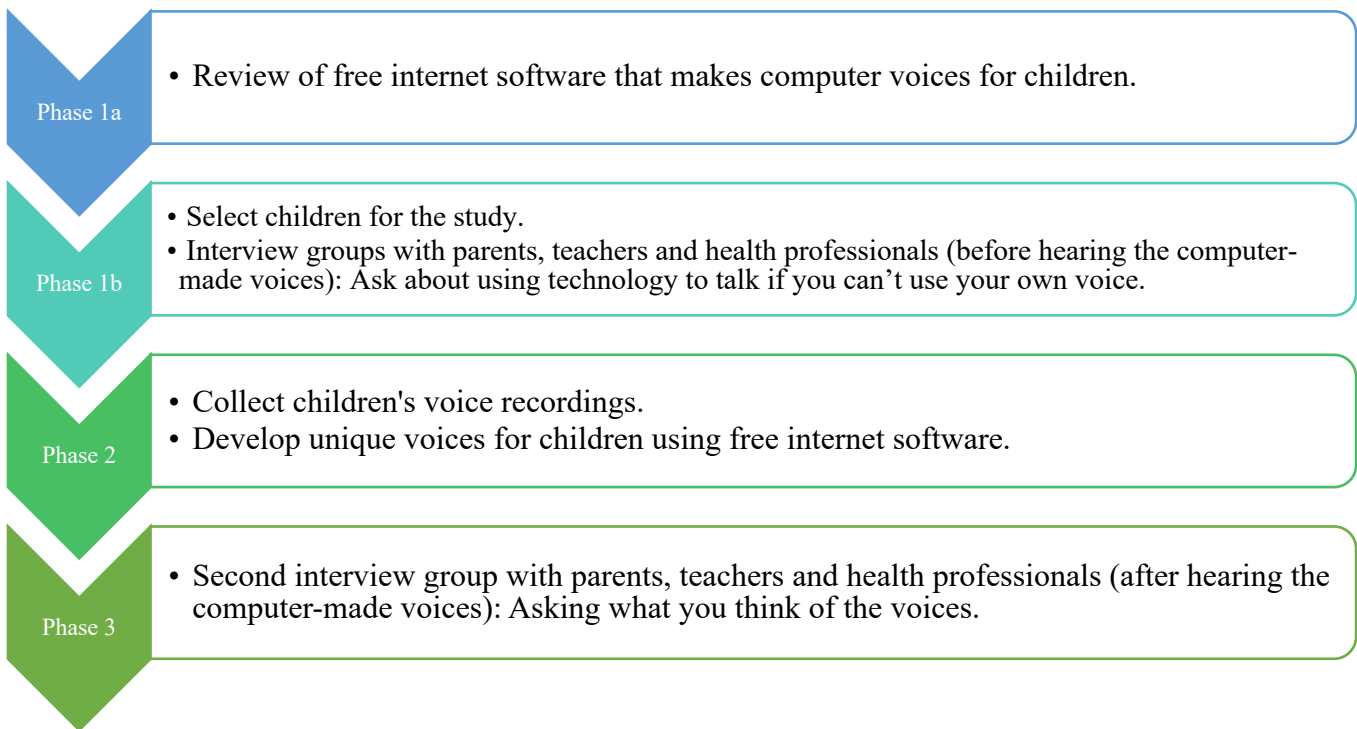 Phase 1a
• Review of free internet software that makes computer voices for children.
Phase 1b
• Select children for the study.
• Interview groups with parents, teachers and health professionals (before hearing the computer-
made voices): Ask about using technology to talk if you can’t use your own voice.
Phase 2
• Collect children's voice recordings.
• Develop unique voices for children using free internet software.
Phase 3
• Second interview group with parents, teachers and health professionals (after hearing the
computer-made voices): Asking what you think of the voices.